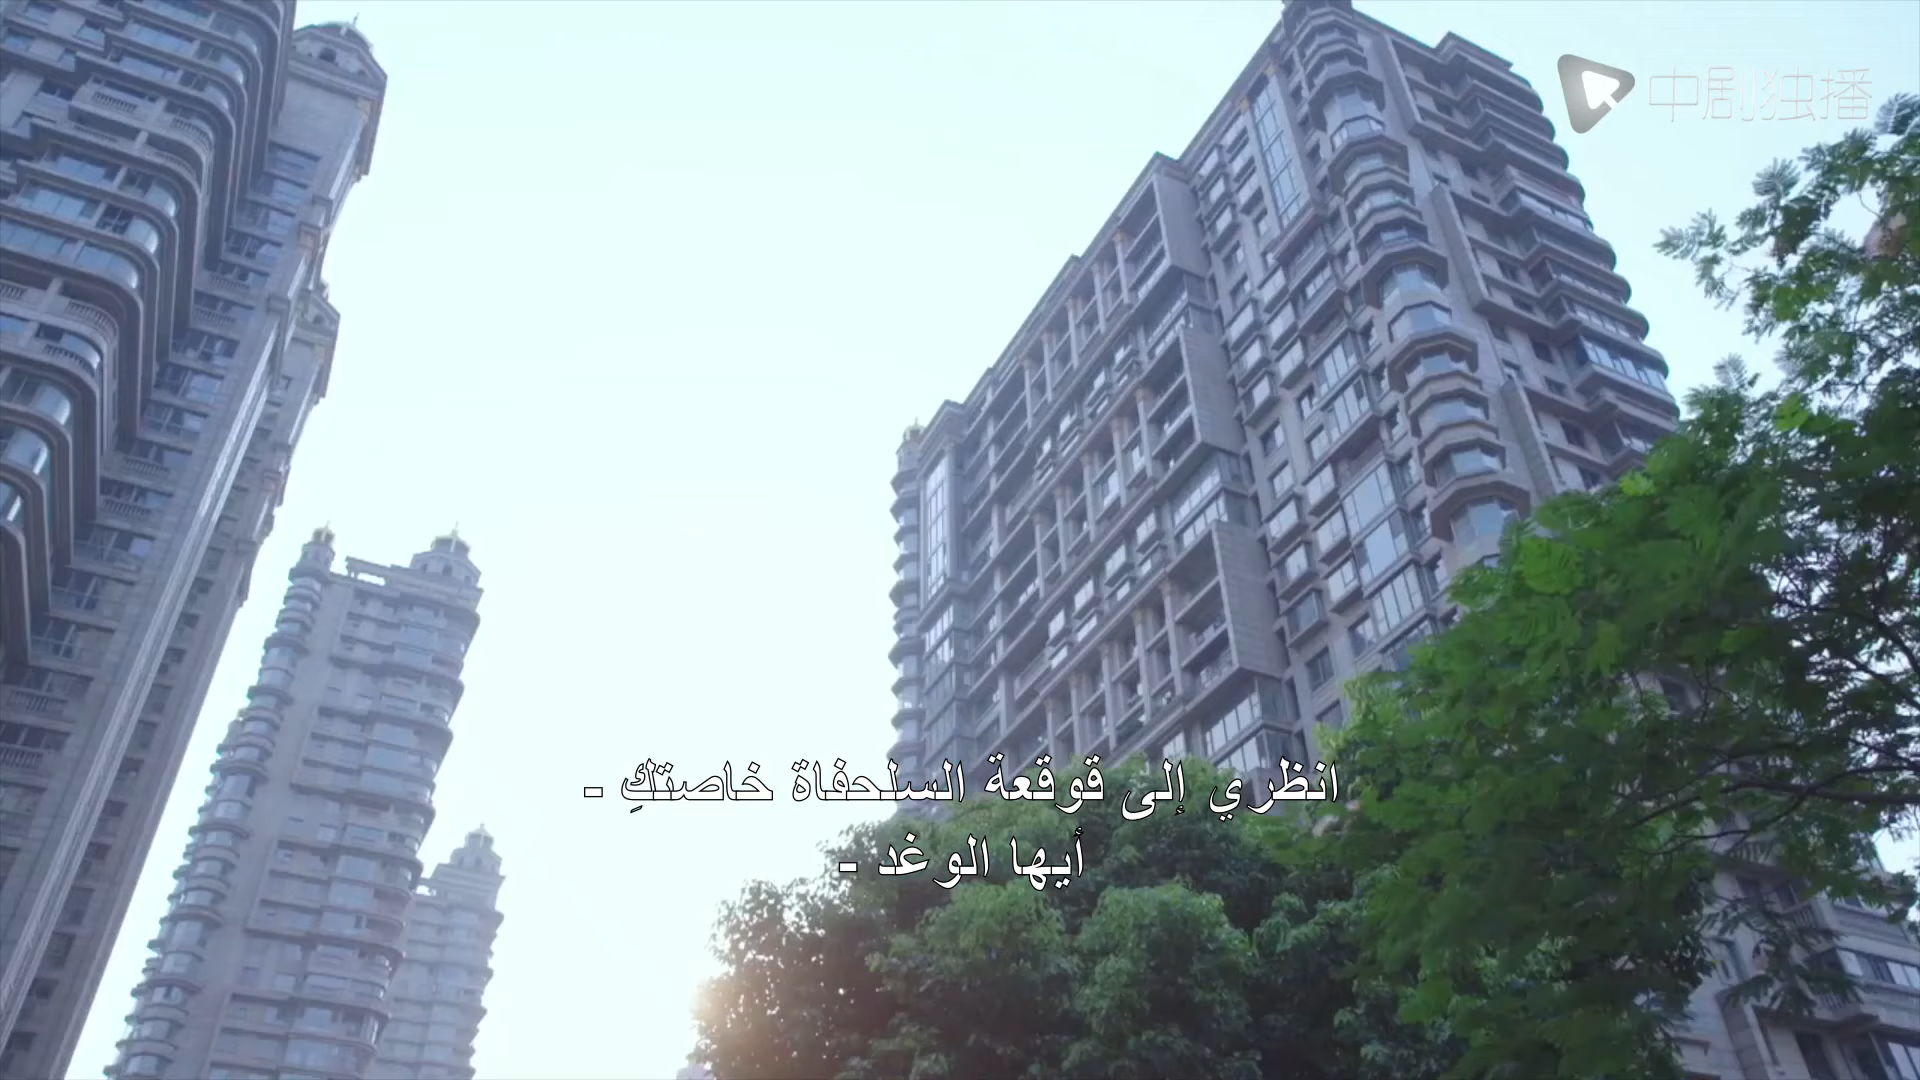 中剧独播
انظري إلى قوقعة السلحفاة خاصتكِ -
أيها الوغد -